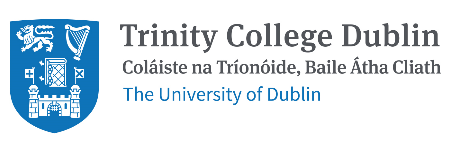 Trinity College Dublin
Coláiste na Tríonóide, Baile Átha Cliath
The University of Dublin